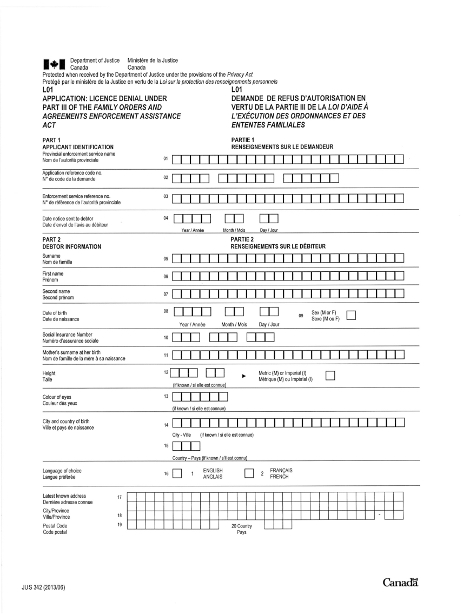 Department of Justice Ministère de la Justice
Canada Canada
Protected when received by the Department of Justice under the provisions of the Privacy Act
Protégé par le ministère de la Justice en vertu de la Loi sur la protection des renseignements personnels
L01 L01
APPLICATION: LICENCE DENIAL UNDER DEMANDE DE REFUS D'AUTORISATION EN
PART III OF THE FAMILY ORDERS AND VERTU DE LA PARTIE III DE LA LOI D'AIDE À
AGREEMENTS ENFORCEMENT ASSISTANCE L'EXÉCUTION DES ORDONNANCES ET DES
ACT ENTENTES FAMILIALES
PART 1 PARTIE 1
APPLICANT IDENTIFICATION RENSEIGNEMENTS SUR LE DEMANDEUR
Provincial enforcement service name
Nom de l'autorité provinciale 01
Application reference code no.
N° de code de la demande 02
Enforcement service reference no. 03
N° de référence de l'autorité provinciale
Date notice sent to debtor 04
Date d'envoi de l'avis au débiteur
Year / Année Month / Mois Day / Jour
PART 2 PARTIE 2
DEBTOR INFORMATION RENSEIGNEMENTS SUR LE DÉBITEUR
Surname
Nom de famille 05
First name
Prénom 06
Second name
Second prénom 07
Date of birth 08 09 Sex (M or F)
Date de naissance Sexe (M ou F)
Year / Année Month / Mois Day / Jour
Social Insurance Number
Numéro d'assurance sociale 10
Mother's surname at her birth
Nom de famille de la mère à sa naissance 11
Height 12 Metric (M) or Imperial (I)
Taille Métrique (M) ou Impérial (I)
(if known / si elle est connue)
Colour of eyes 13
Couleur des yeux
(if known / si elle est connue)
City and country of birth 14
Ville et pays de naissance
City - Ville (if known / si elle est connue)
15
Country – Pays (if known / s'il est connu)
Language of choice 16 1 ENGLISH 2 FRANÇAIS
Langue préférée ANGLAIS FRENCH
Latest known address 17
Dernière adresse connue
City/Province
Ville/Province 18 -
Postal Code 19 20 Country
Code postal Pays
JUS 342 (2013/06)
Canada